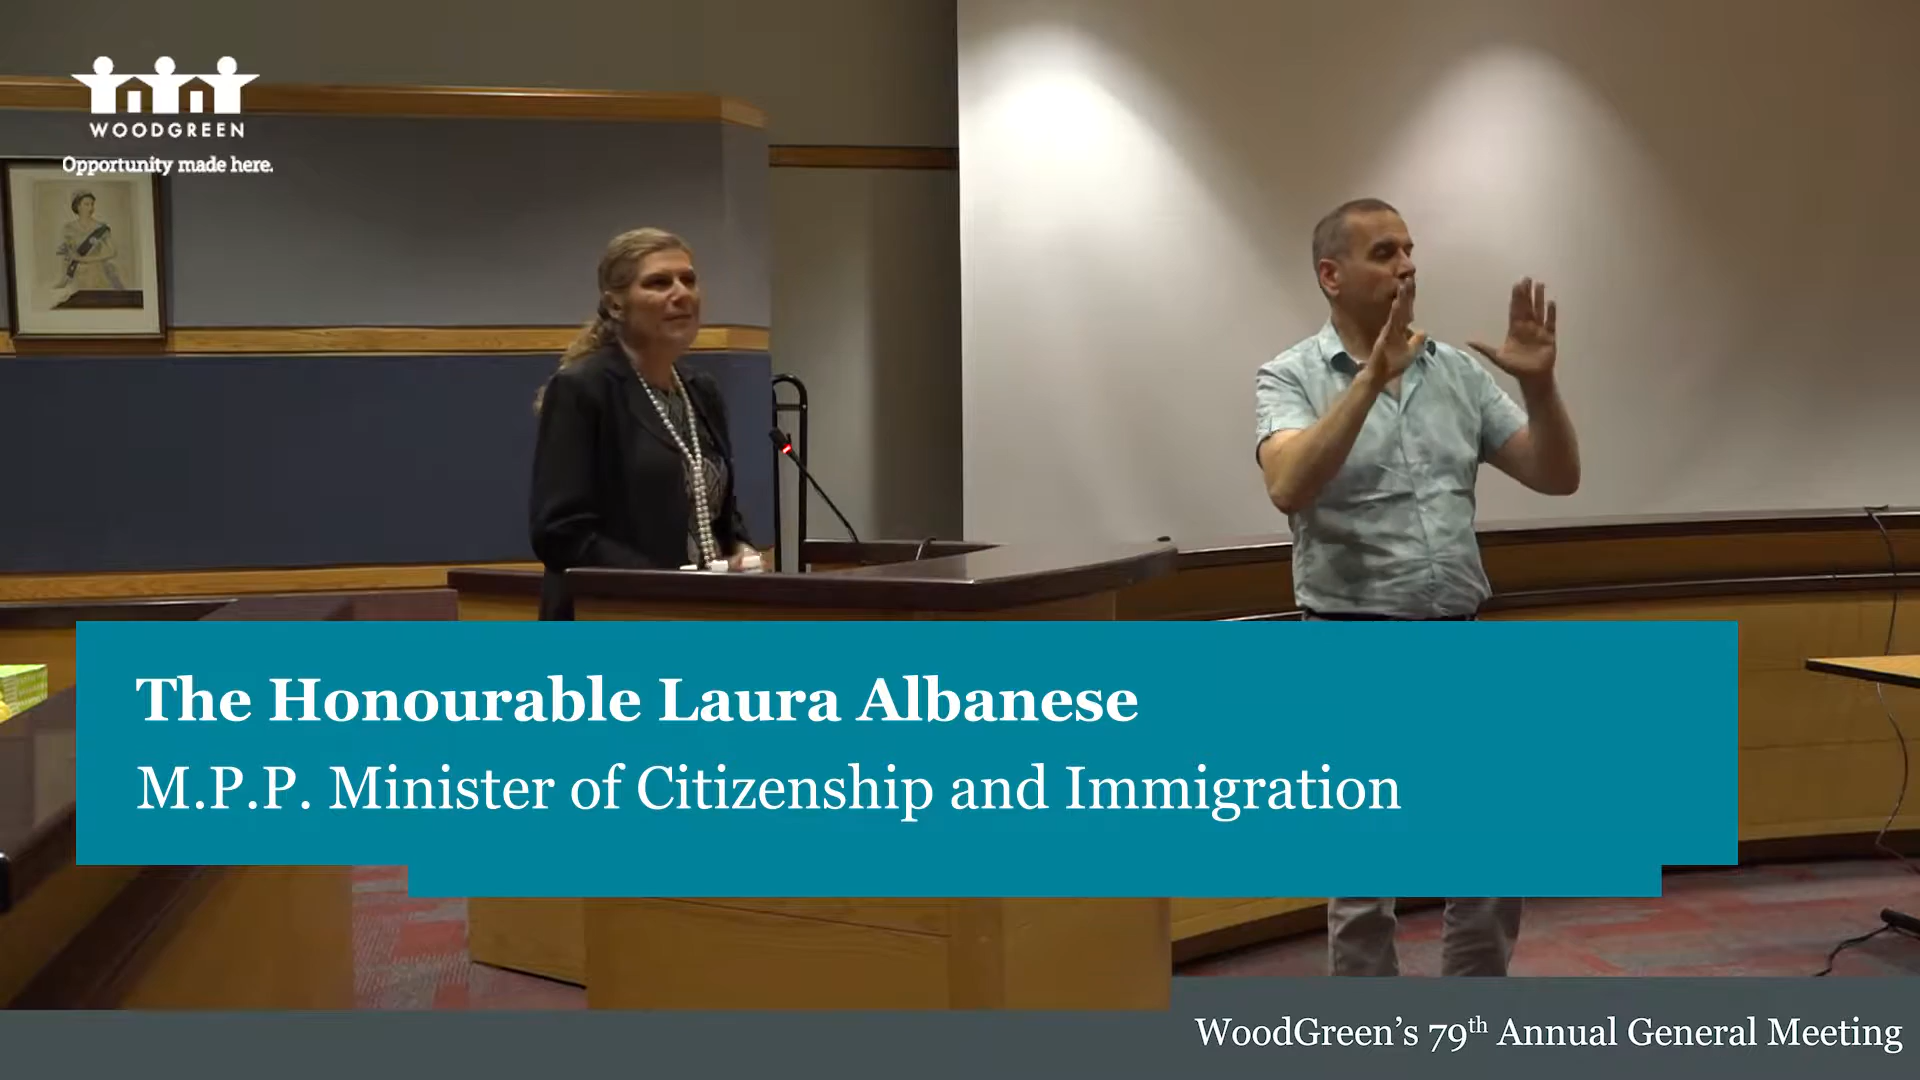 WOODGREEN
Opportunity made here.
The Honourable Laura Albanese
M.P.P. Minister of Citizenship and Immigration
WoodGreen’s 79th Annual General Meeting